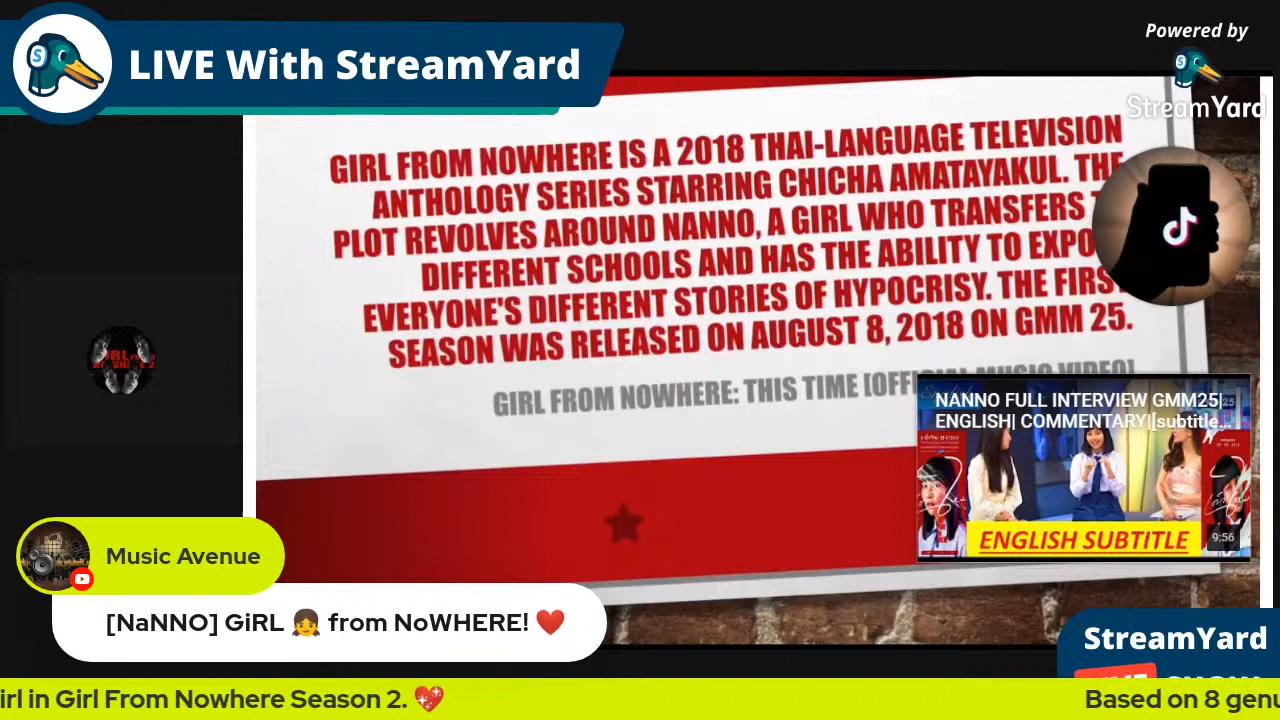 LIVE With StreamYard
Powered by
StreamYard
GIRL FROM NOWHERE IS A 2018 THAI-LANGUAGE TELEVISION
ANTHOLOGY SERIES STARRING CHICHA AMATAYAKUL. THE
PLOT REVOLVES AROUND NANNO, A GIRL WHO TRANSFERS
DIFFERENT SCHOOLS AND HAS THE ABILITY TO EXPO
EVERYONE'S DIFFERENT STORIES OF HYPOCRISY. THE FIRST
SEASON WAS RELEASED ON AUGUST 8, 2018 ON GMM 25.
GIRL FROM NOWHERE: THIS TIME [OFFICIAL MUSIC VIDEO]
NANNO FULL INTERVIEW GMM25|
ENGLISH| COMMENTARY|[subtitle...
ENGLISH SUBTITLE
9:56
Music Avenue
[NaNNO] GiRL 👧 from NoWHERE! ❤️
StreamYard
irl in Girl From Nowhere Season 2. 💖
Based on 8 genu